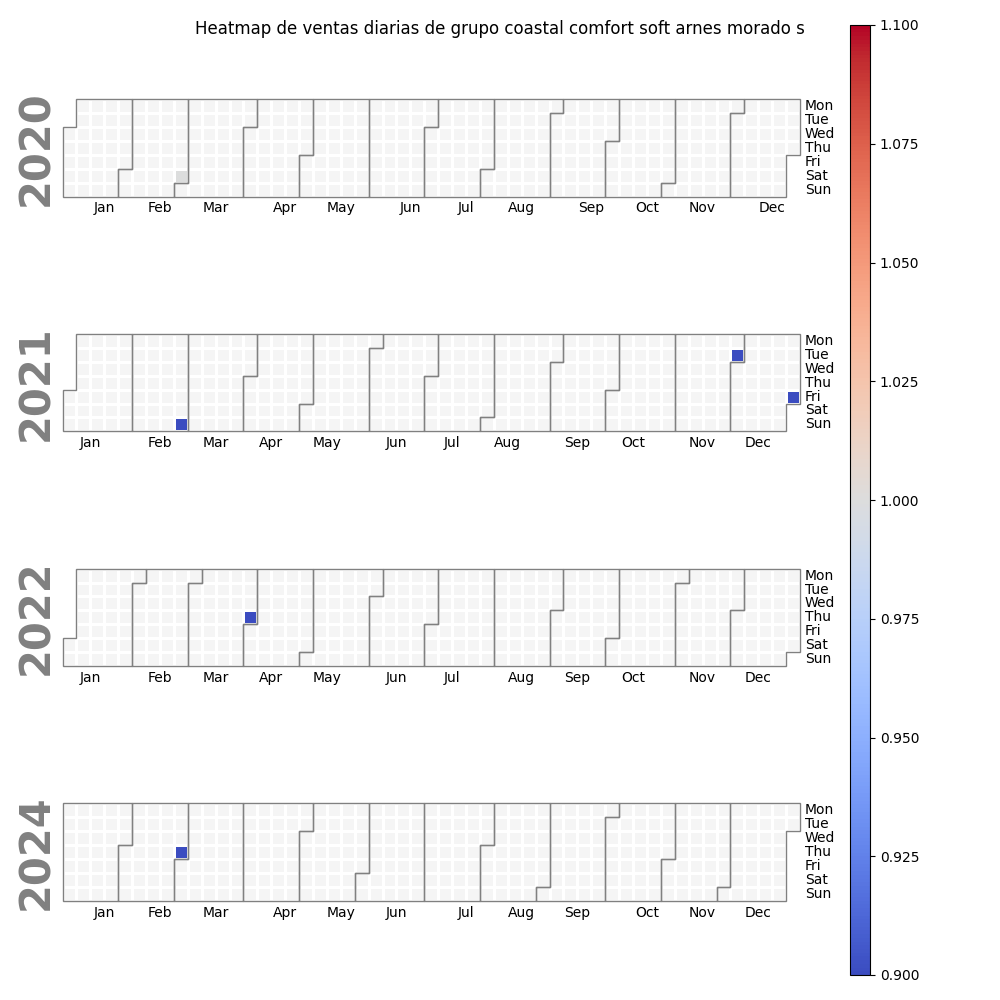 Heatmap de ventas diarias de grupo coastal comfort soft arnes morado s
2020
Mon
Tue
Wed
Thu
Fri
Sat
Sun
Jan Feb Mar Apr May Jun Jul Aug Sep Oct Nov Dec
2021
Mon
Tue
Wed
Thu
Fri
Sat
Sun
Jan Feb Mar Apr May Jun Jul Aug Sep Oct Nov Dec
2022
Mon
Tue
Wed
Thu
Fri
Sat
Sun
Jan Feb Mar Apr May Jun Jul Aug Sep Oct Nov Dec
2024
Mon
Tue
Wed
Thu
Fri
Sat
Sun
Jan Feb Mar Apr May Jun Jul Aug Sep Oct Nov Dec
1.100
1.075
1.050
1.025
1.000
0.975
0.950
0.925
0.900